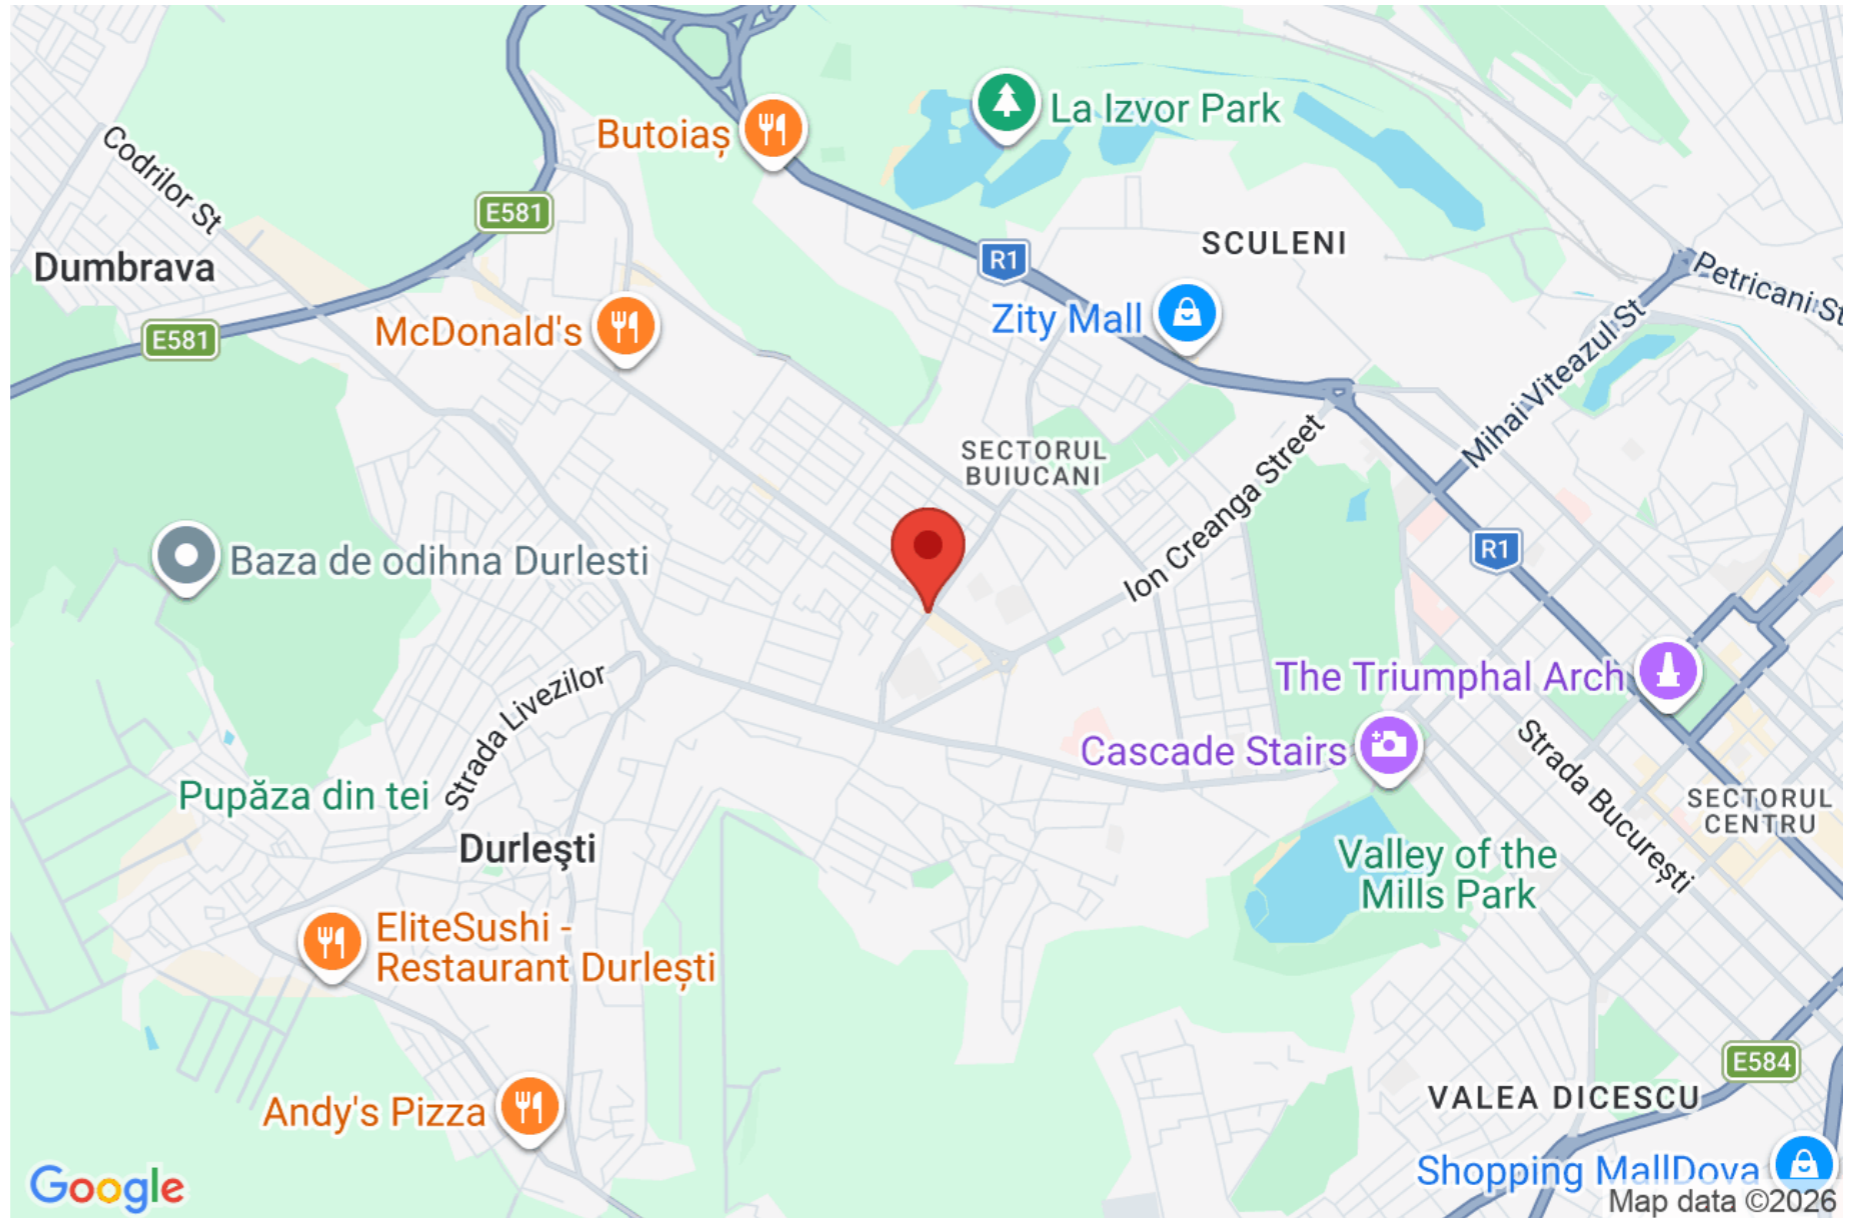 La Izvor Park
Butoiaș
Codrilor St
E581
SCULENI
R1
Petricani St
Dumbrava
Zity Mall
McDonald's
E581
Mihai Viteazul St
SECTORUL
BUIUCANI
Ion Creanga Street
R1
Baza de odihna Durlesti
The Triumphal Arch
Strada Livezilor
Cascade Stairs
Strada București
Pupăza din tei
SECTORUL
CENTRU
Durleşti
Valley of the
Mills Park
EliteSushi -
Restaurant Durlești
E584
VALEA DICESCU
Andy's Pizza
Shopping MallDova
Google
Map data ©2026